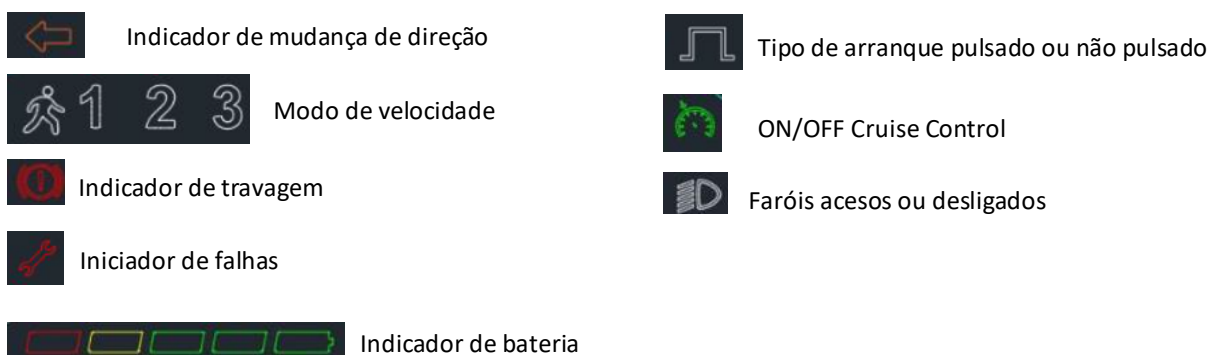 Indicador de mudança de direção
1 2 3 Modo de velocidade
Indicador de travagem
Iniciador de falhas
Indicador de bateria
Tipo de arranque pulsado ou não pulsado
ON/OFF Cruise Control
Faróis acesos ou desligados